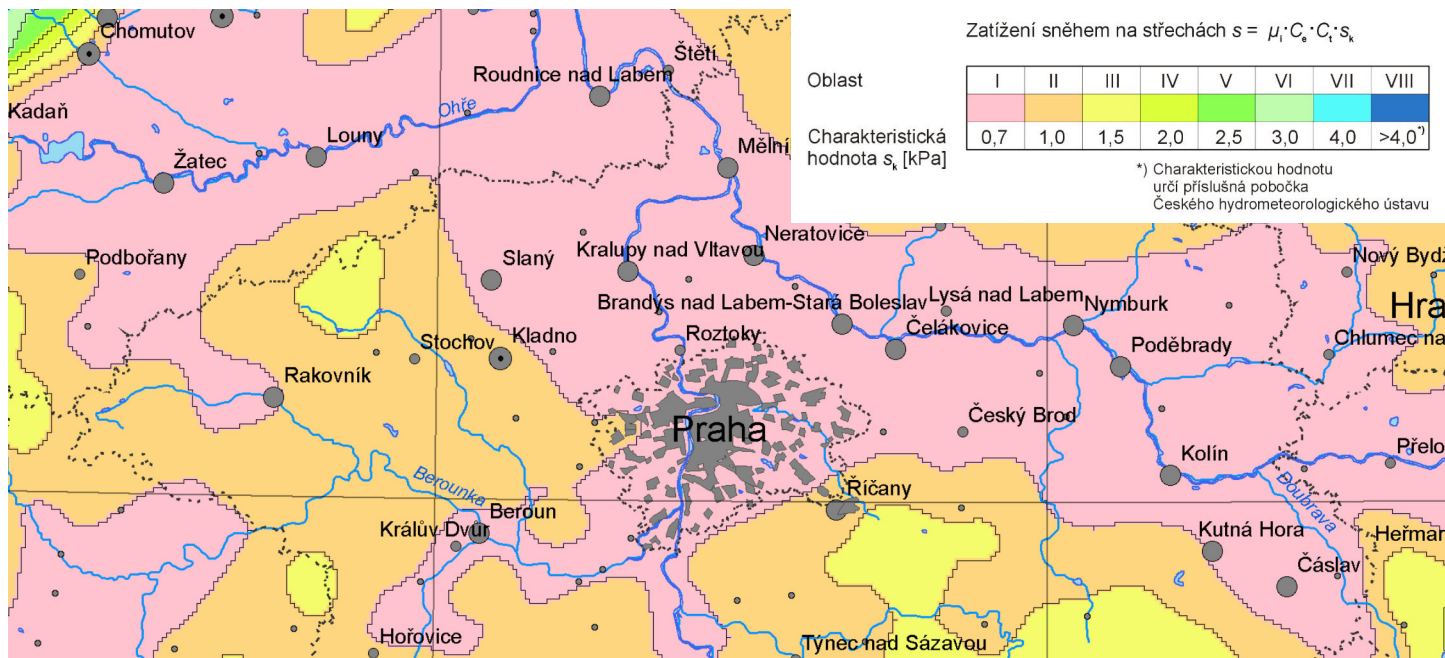 Zatížení sněhem na střechách s = μᵢ·Cₑ·Cₜ·sₖ
Oblast
I II III IV V VI VII VIII
Charakteristická
hodnota sₖ [kPa]
0,7 1,0 1,5 2,0 2,5 3,0 4,0 >4,0*)
*) Charakteristickou hodnotu
určí příslušná pobočka
Českého hydrometeorologického ústavu
Chomutov
Štětí
Roudnice nad Labem
Kadaň
Ohře
Louny
Žatec
Mělní
Neratovice
Podbořany
Slaný
Kralupy nad Vltavou
Nový Bydž
Brandýs nad Labem-Stará Boleslav
Lysá nad Labem
Nymburk
Hra
Roztoky
Čelákovice
Stochov
Kladno
Ohlumec na
Poděbrady
Rakovník
Český Brod
Praha
Kolín
Přelo
Berounka
Říčany
Doubrava
Beroun
Králův Dvůr
Kutná Hora
Heřmar
Čáslav
Hořovice
Týnec nad Sázavou